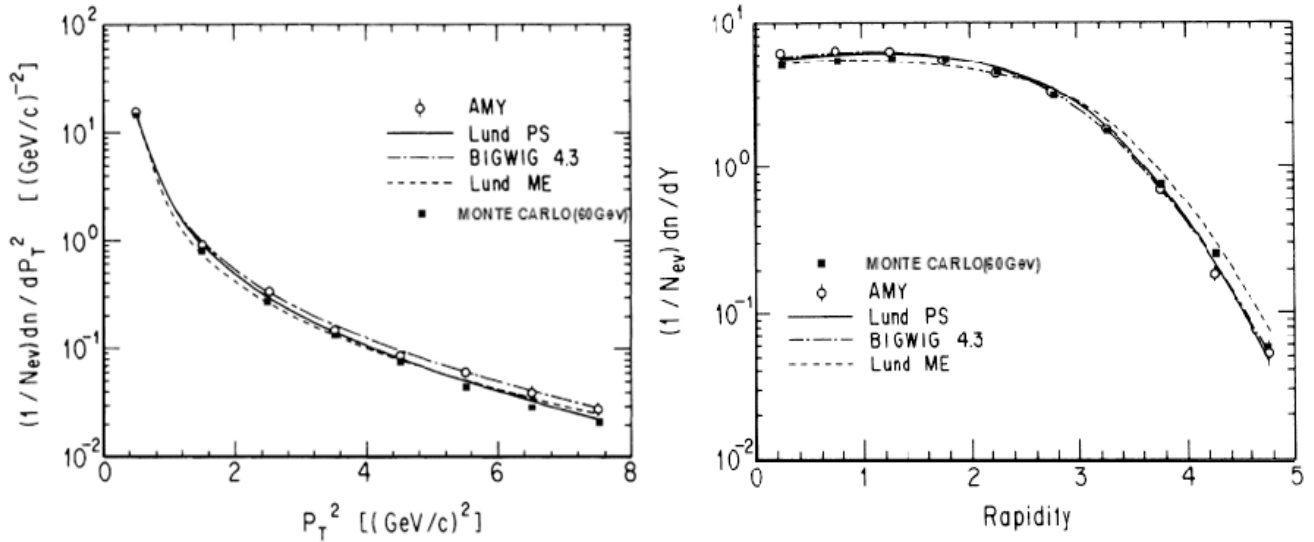 (1/N_ev)dn/dP_T^2 [(GeV/c)^-2]
10^2
10^1
10^0
10^-1
10^-2
AMY
Lund PS
BIGWIG 4.3
Lund ME
MONTE CARLO(60Gev)
0 2 4 6 8
P_T^2 [(GeV/c)^2]
(1/N_ev)dn/dY
10^1
10^0
10^-1
10^-2
MONTE CARLO(60Gev)
AMY
Lund PS
BIGWIG 4.3
Lund ME
0 1 2 3 4 5
Rapidity